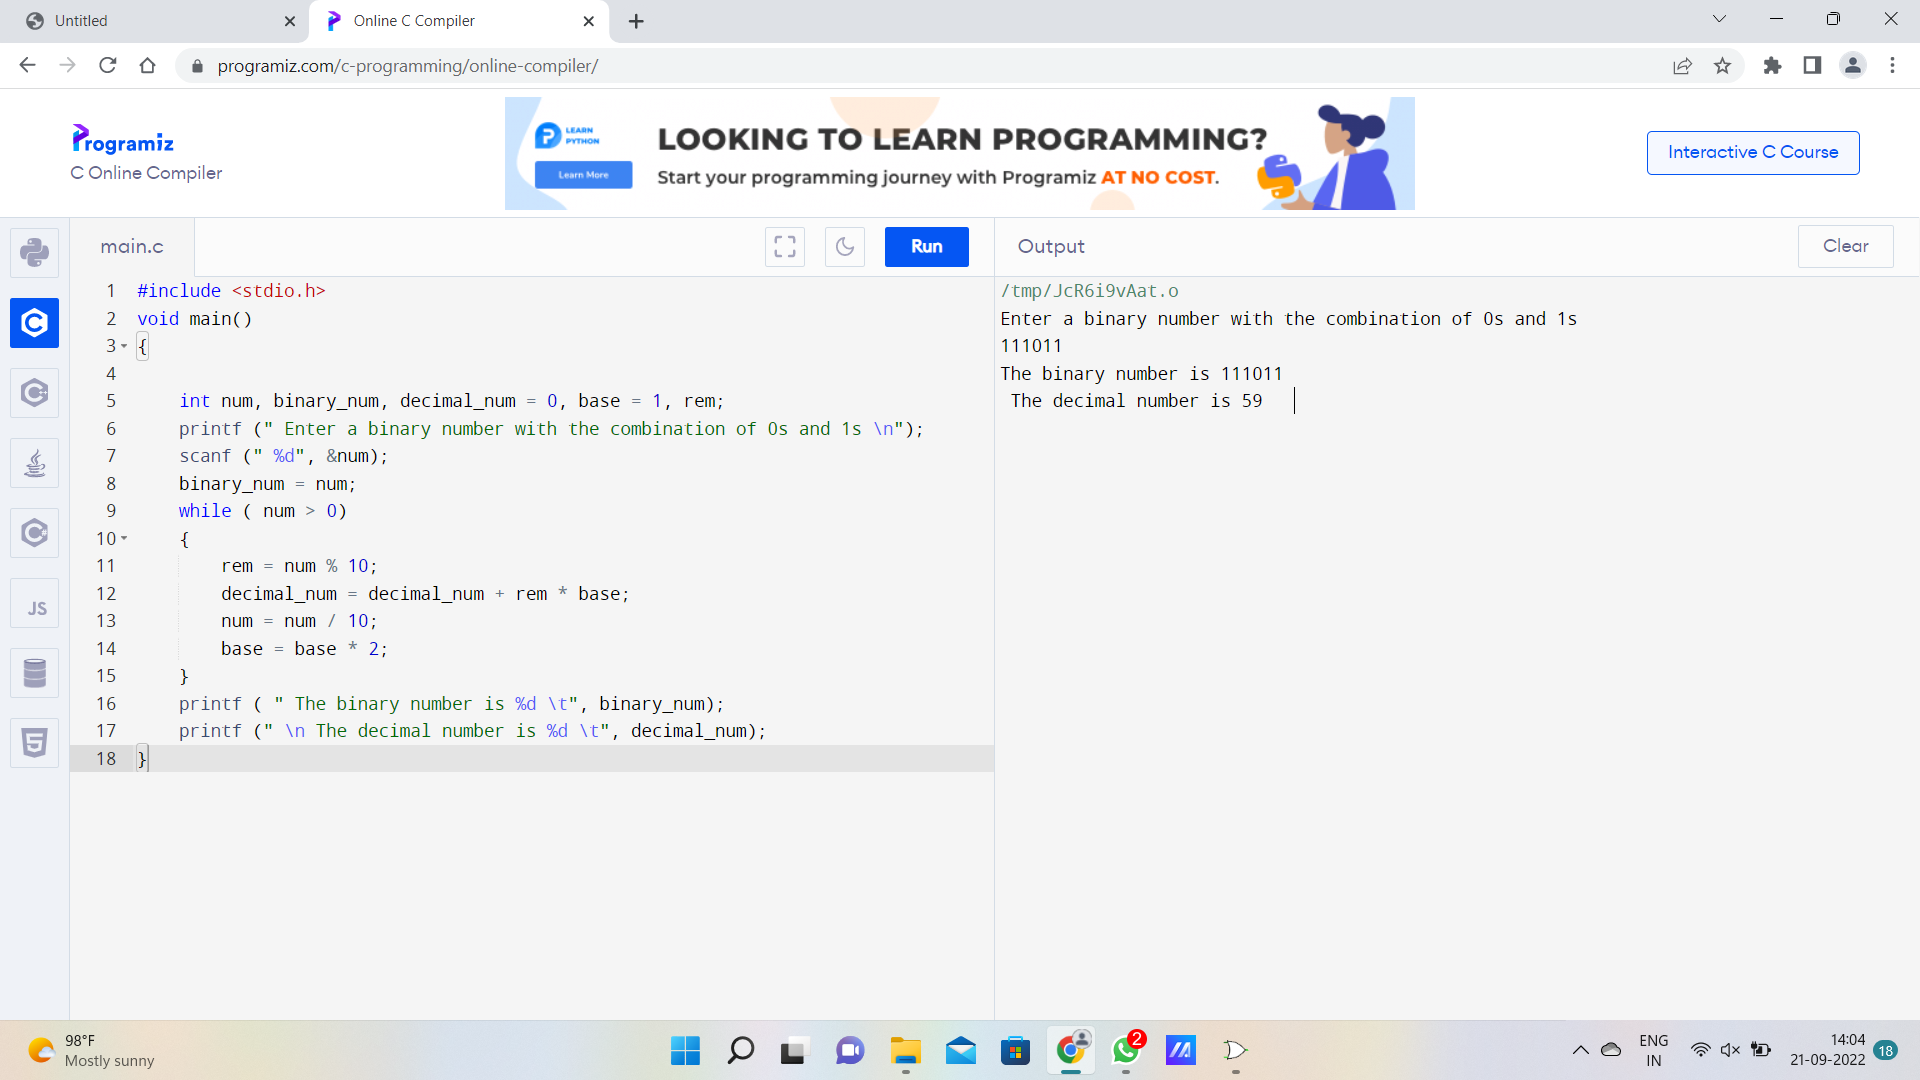 Untitled
Online C Compiler
programiz.com/c-programming/online-compiler/
Programiz
C Online Compiler
LEARN
PYTHON
Learn More
LOOKING TO LEARN PROGRAMMING?
Start your programming journey with Programiz AT NO COST.
Interactive C Course
main.c
Run
Output
Clear
1 #include <stdio.h>
2 void main()
3 {
4
5 int num, binary_num, decimal_num = 0, base = 1, rem;
6 printf (" Enter a binary number with the combination of 0s and 1s \n");
7 scanf (" %d", &num);
8 binary_num = num;
9 while ( num > 0)
10 {
11 rem = num % 10;
12 decimal_num = decimal_num + rem * base;
13 num = num / 10;
14 base = base * 2;
15 }
16 printf ( " The binary number is %d \t", binary_num);
17 printf (" \n The decimal number is %d \t", decimal_num);
18 }
/tmp/JcR6i9vAat.o
Enter a binary number with the combination of 0s and 1s
111011
The binary number is 111011
The decimal number is 59
JS
98°F
Mostly sunny
2
ENG
IN
14:04
21-09-2022
18